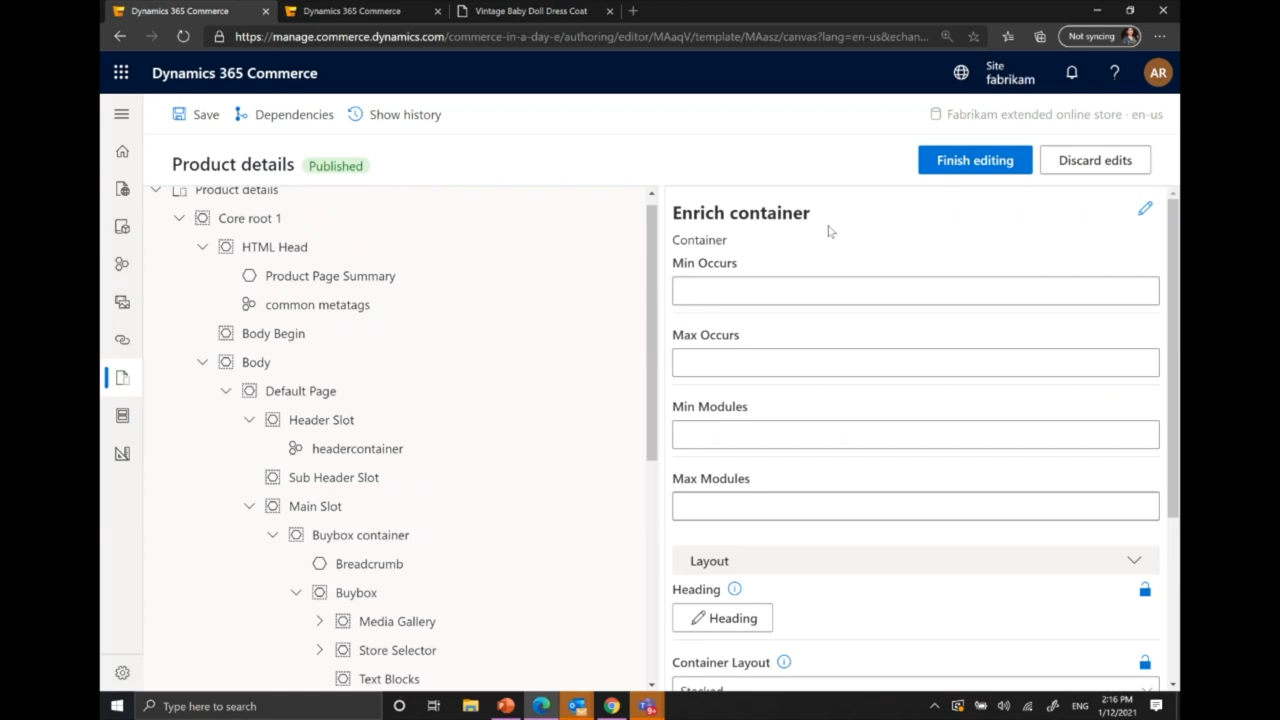 Dynamics 365 Commerce
Dynamics 365 Commerce
Vintage Baby Doll Dress Coat
https://manage.commerce.dynamics.com/commerce-in-a-day-e/authoring/editor/MAaqV/template/MAasz/canvas?lang=en-us&echan...
Not syncing
Dynamics 365 Commerce
Site
fabrikam
?
AR
Save
Dependencies
Show history
Fabrikam extended online store · en-us
Product details
Published
Finish editing
Discard edits
Product details
Core root 1
HTML Head
Product Page Summary
common metatags
Body Begin
Body
Default Page
Header Slot
headercontainer
Sub Header Slot
Main Slot
Buybox container
Breadcrumb
Buybox
Media Gallery
Store Selector
Text Blocks
Enrich container
Container
Min Occurs
Max Occurs
Min Modules
Max Modules
Layout
Heading
Heading
Container Layout
Stacked
Type here to search
ENG
2:16 PM
1/12/2021